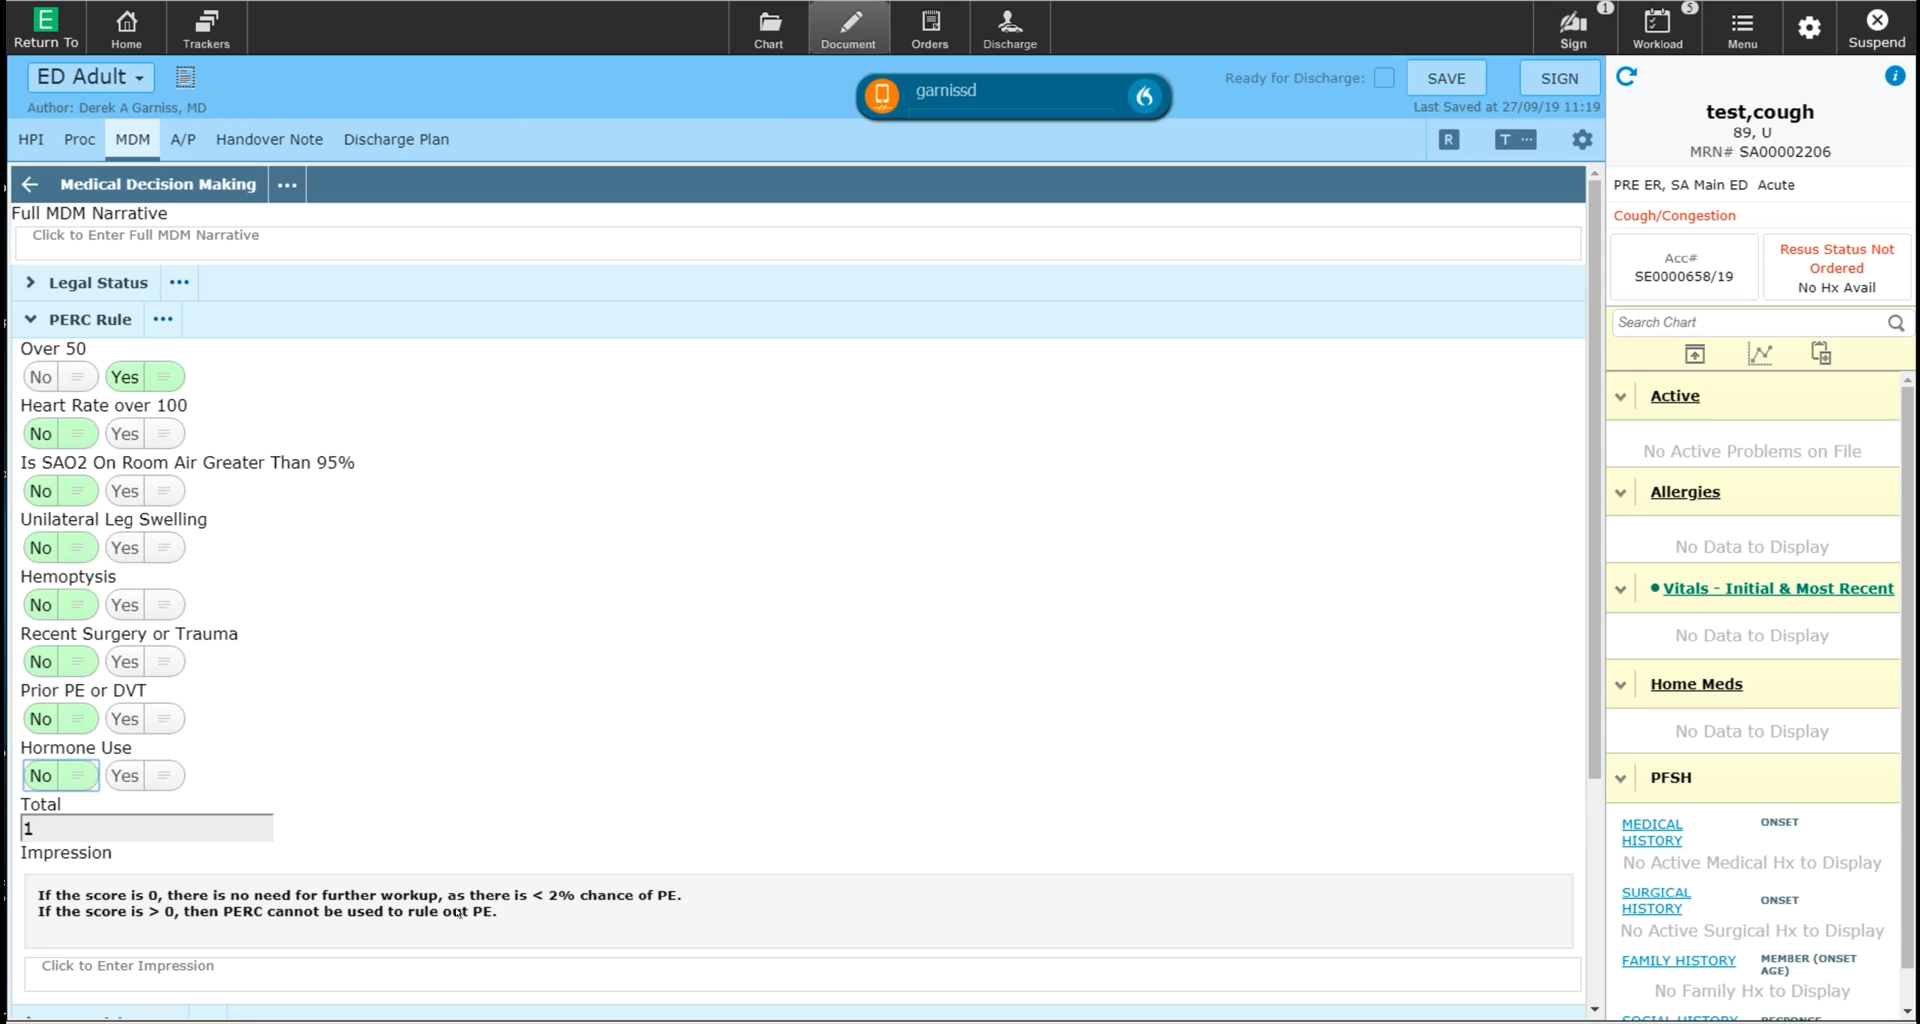 E
Return To
Home
Trackers
Chart
Document
Orders
Discharge
1
Sign
5
Workload
Menu
Suspend
ED Adult
Author: Derek A Garniss, MD
garnissd
Ready for Discharge:
SAVE
SIGN
Last Saved at 27/09/19 11:19
HPI
Proc
MDM
A/P
Handover Note
Discharge Plan
R
T ...
Medical Decision Making
...
Full MDM Narrative
Click to Enter Full MDM Narrative
Legal Status
...
PERC Rule
...
Over 50
No
Yes
Heart Rate over 100
No
Yes
Is SAO2 On Room Air Greater Than 95%
No
Yes
Unilateral Leg Swelling
No
Yes
Hemoptysis
No
Yes
Recent Surgery or Trauma
No
Yes
Prior PE or DVT
No
Yes
Hormone Use
No
Yes
Total
1
Impression
If the score is 0, there is no need for further workup, as there is < 2% chance of PE.
If the score is > 0, then PERC cannot be used to rule out PE.
Click to Enter Impression
i
test,cough
89, U
MRN# SA00002206
PRE ER, SA Main ED Acute
Cough/Congestion
Acc#
SE0000658/19
Resus Status Not
Ordered
No Hx Avail
Search Chart
Active
No Active Problems on File
Allergies
No Data to Display
Vitals - Initial & Most Recent
No Data to Display
Home Meds
No Data to Display
PFSH
MEDICAL
HISTORY
ONSET
No Active Medical Hx to Display
SURGICAL
HISTORY
ONSET
No Active Surgical Hx to Display
FAMILY HISTORY
MEMBER (ONSET
AGE)
No Family Hx to Display
SOCIAL HISTORY
RESPONSE